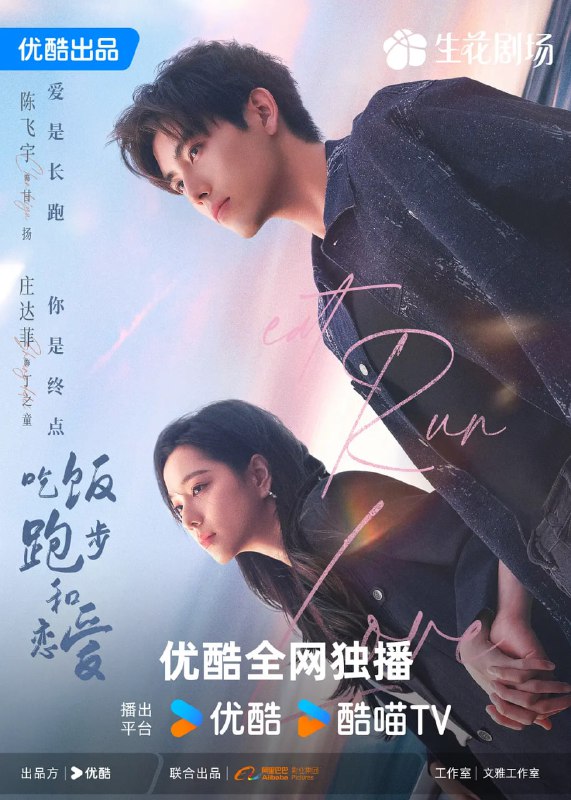 优酷出品
生花剧场
爱是长跑
陈飞宇
饰
甘扬
你是终点
庄达菲
饰
丁之童
eat
Run
Love
吃饭
跑步
和
恋爱
优酷全网独播
播出
平台
优酷
酷喵TV
出品方
优酷
联合出品
阿里巴巴 影业集团
Alibaba Pictures
工作室
文雅工作室